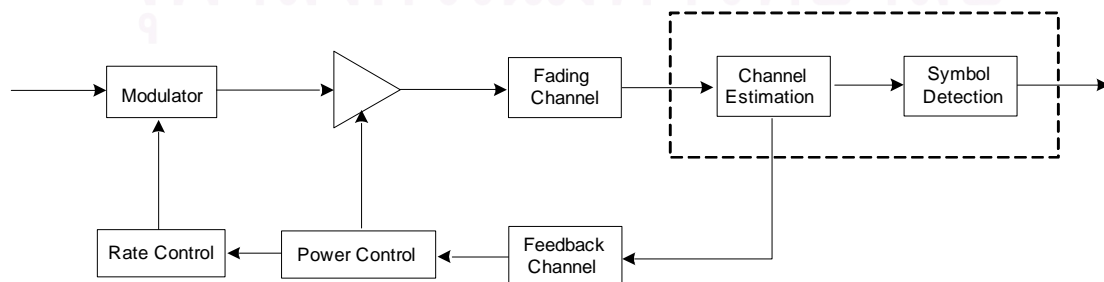 Modulator
Fading
Channel
Channel
Estimation
Symbol
Detection
Rate Control
Power Control
Feedback
Channel